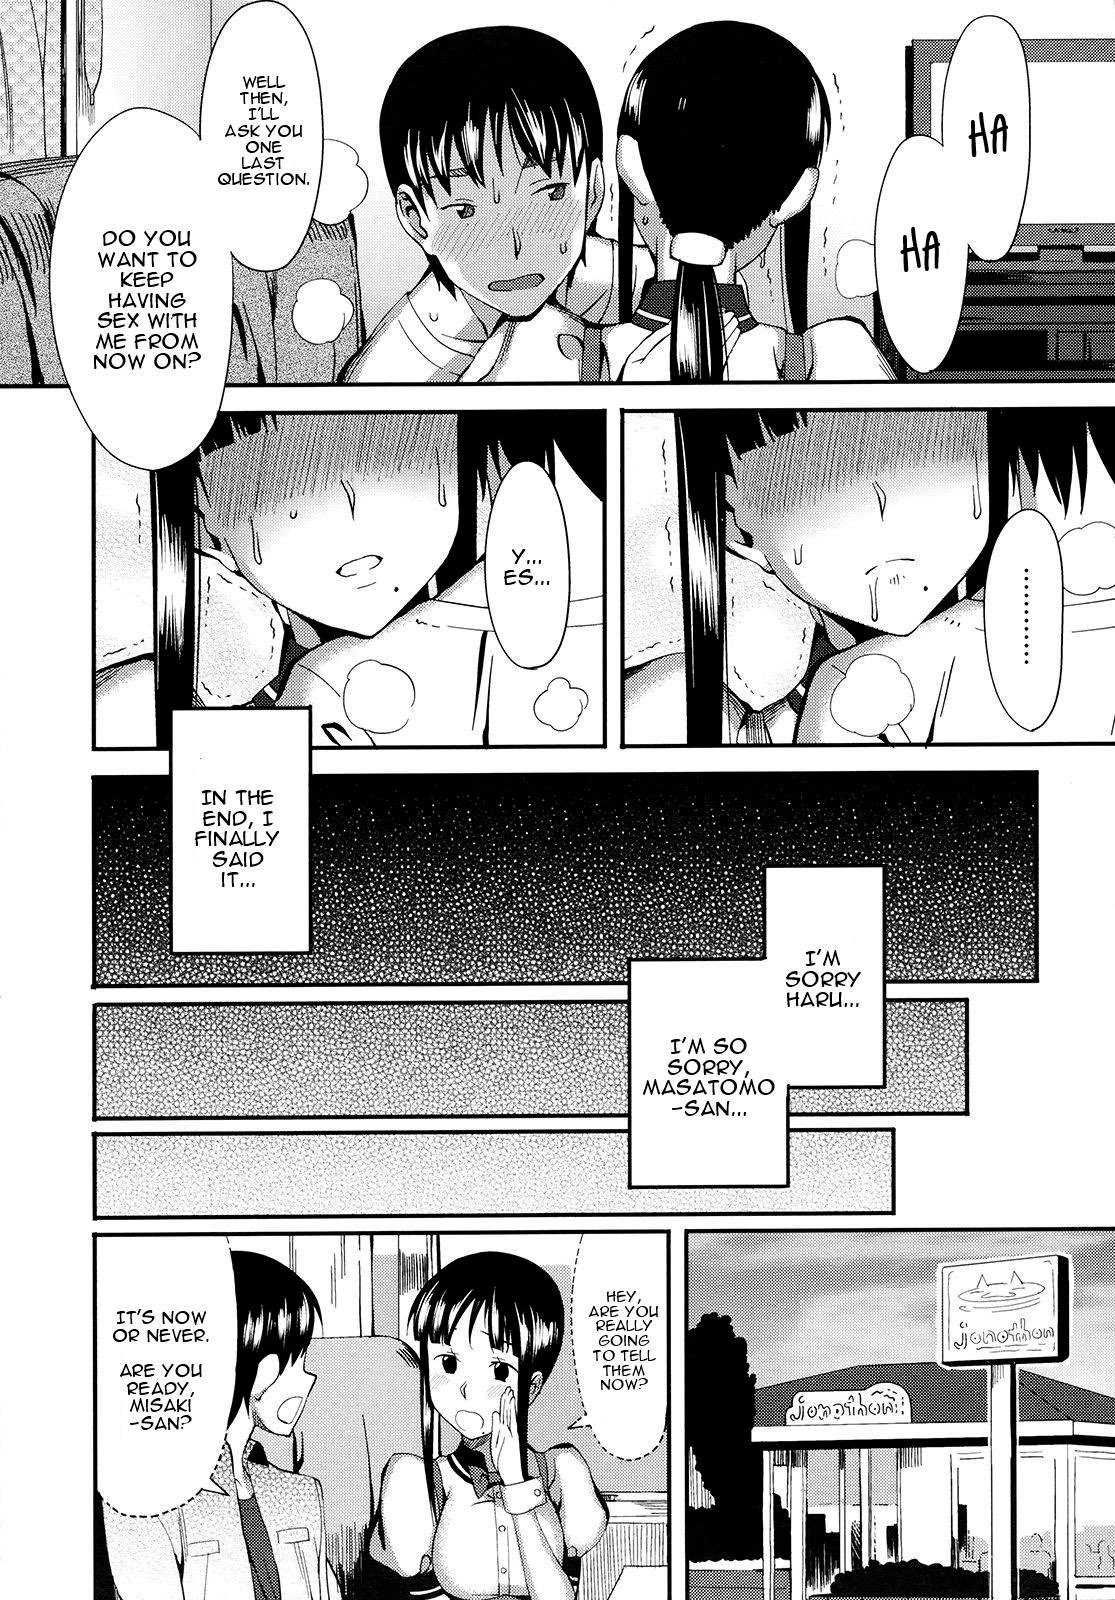 HA
HA
WELL
THEN,
I'LL
ASK YOU
ONE
LAST
QUESTION.
DO YOU
WANT TO
KEEP
HAVING
SEX WITH
ME FROM
NOW ON?
..........
Y...
ES...
IN THE
END, I
FINALLY
SAID
IT...
I'M
SORRY
HARU...
I'M SO
SORRY,
MASATOMO
-SAN...
HEY,
ARE YOU
REALLY
GOING
TO TELL
THEM
NOW?
IT'S NOW
OR NEVER.
ARE YOU
READY,
MISAKI
-SAN?